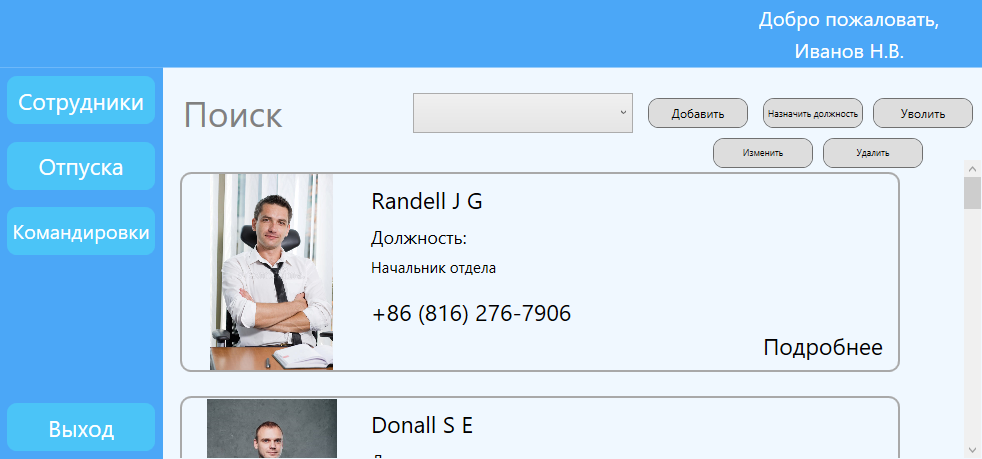 Добро пожаловать,
Иванов Н.В.
Сотрудники
Отпуска
Командировки
Выход
Поиск
Добавить
Назначить должность
Уволить
Изменить
Удалить
Randell J G
Должность:
Начальник отдела
+86 (816) 276-7906
Подробнее
Donall S E